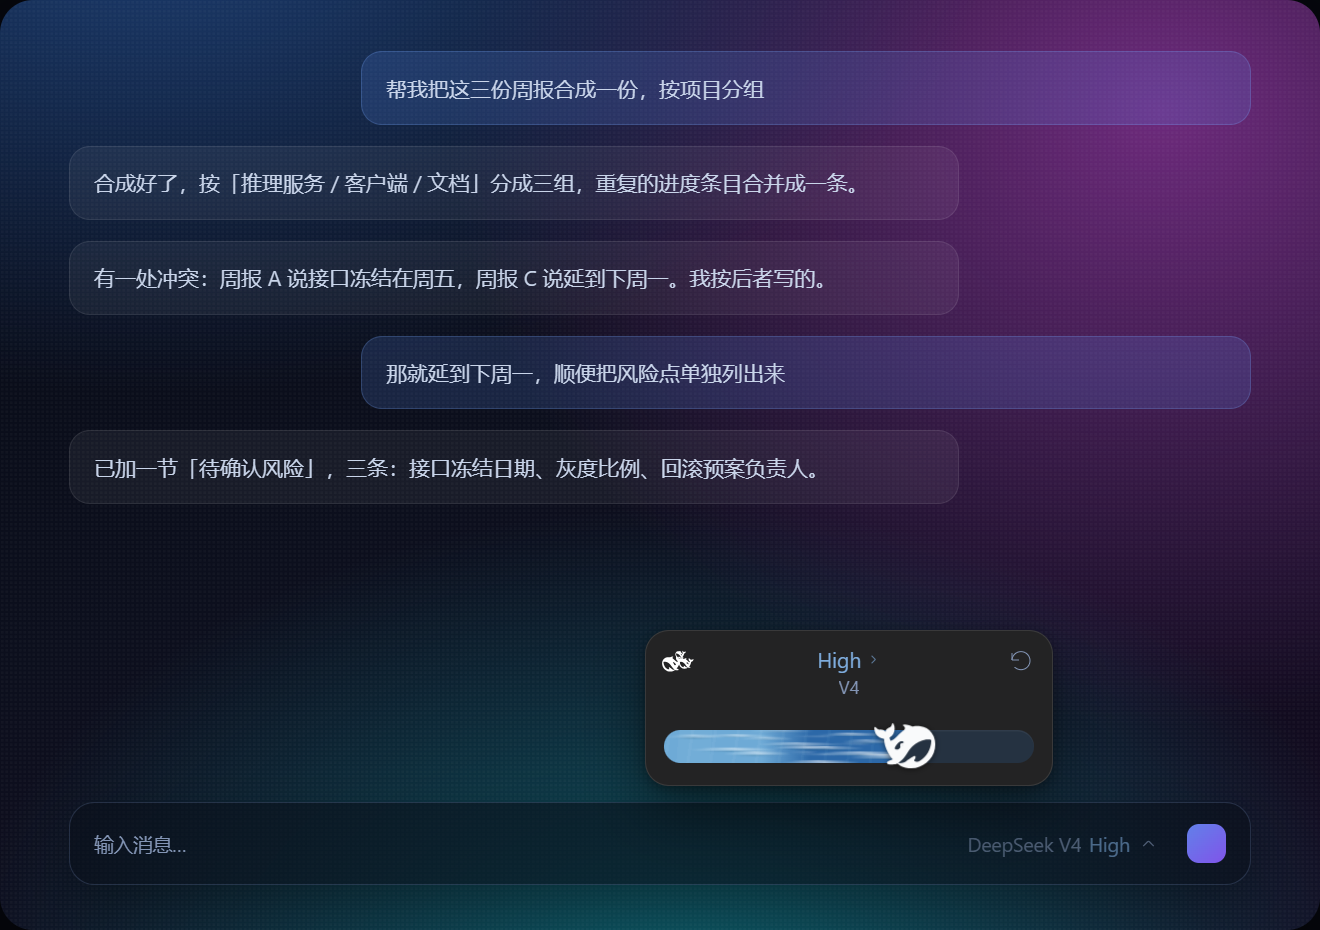 帮我把这三份周报合成一份，按项目分组
合成好了，按「推理服务 / 客户端 / 文档」分成三组，重复的进度条目合并成一条。
有一处冲突：周报 A 说接口冻结在周五，周报 C 说延到下周一。我按后者写的。
那就延到下周一，顺便把风险点单独列出来
已加一节「待确认风险」，三条：接口冻结日期、灰度比例、回滚预案负责人。
High
V4
输入消息...
DeepSeek V4 High